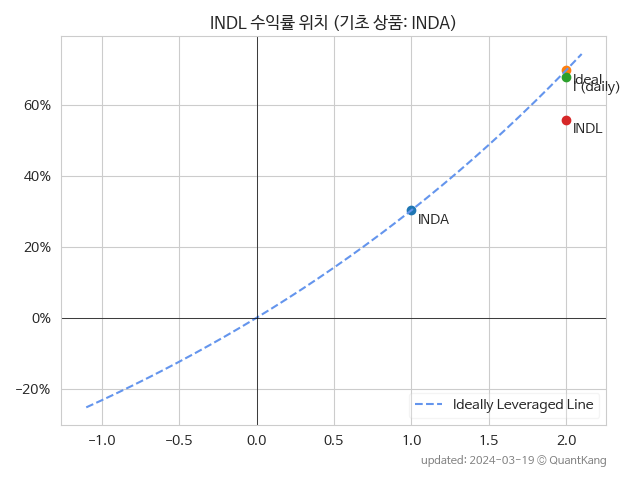 INDL 수익률 위치 (기초 상품: INDA)
60%
40%
20%
0%
−20%
Ideal
(daily)
INDL
INDA
Ideally Leveraged Line
−1.0 −0.5 0.0 0.5 1.0 1.5 2.0
updated: 2024-03-19 © QuantKang